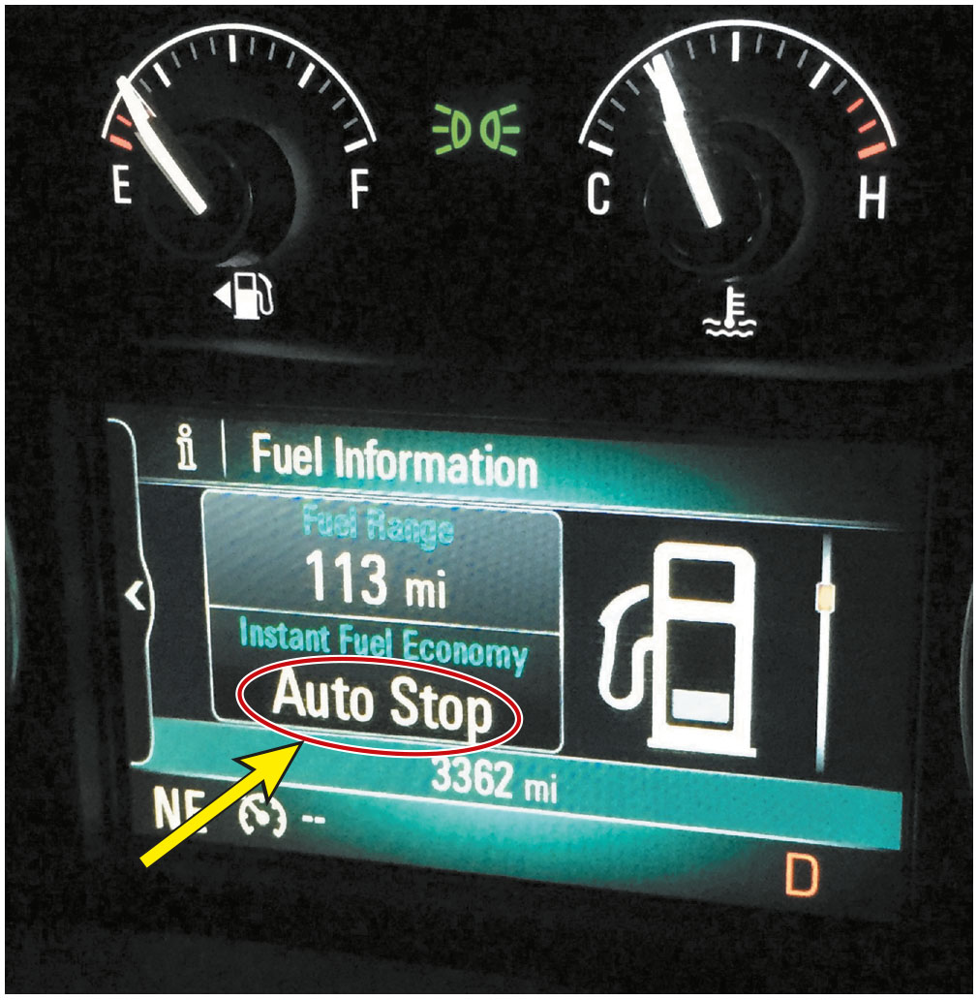 E F
C H
i Fuel Information
Fuel Range
113 mi
Instant Fuel Economy
Auto Stop
3362 mi
NE --
D